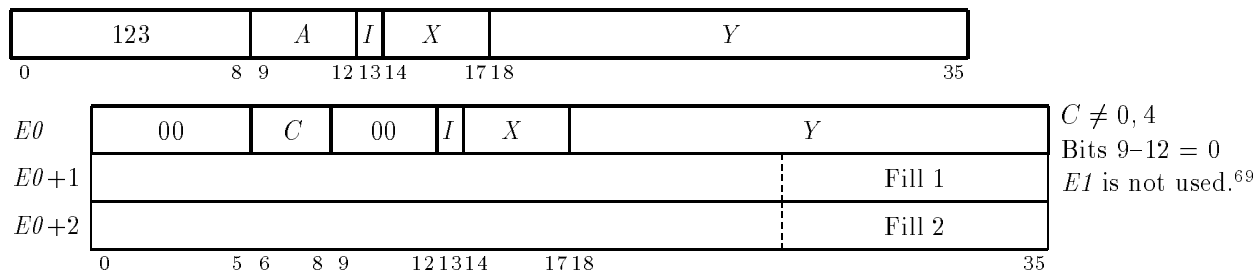 123 A I X Y
0 8 9 12 13 14 17 18 35
E0 00 C 00 I X Y C ≠ 0, 4
Bits 9–12 = 0
E0+1 Fill 1 E1 is not used.69
E0+2 Fill 2
0 5 6 8 9 12 13 14 17 18 35